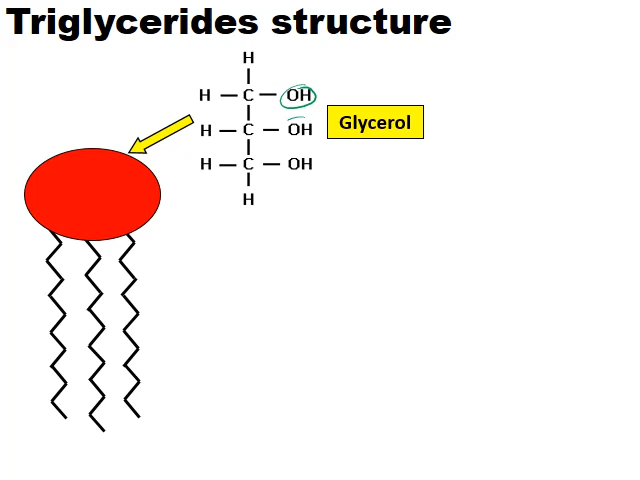 Triglycerides structure
H
H — C — OH
H — C — OH
Glycerol
H — C — OH
H